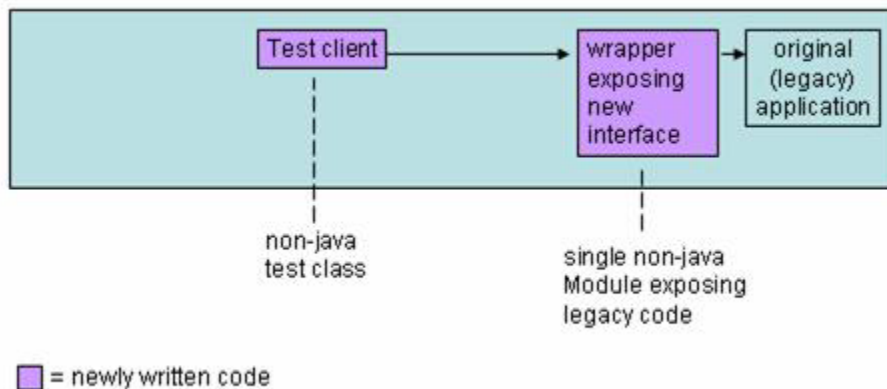 Test client
wrapper
exposing
new
interface
original
(legacy)
application
non-java
test class
single non-java
Module exposing
legacy code
= newly written code